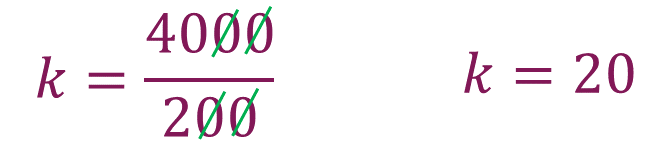 k = 4000/200
k = 20